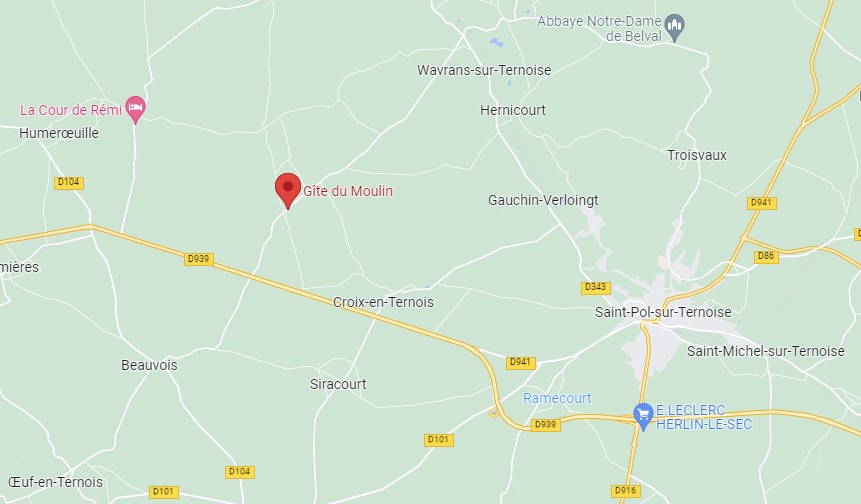 Abbaye Notre-Dame
de Belval
Wavrans-sur-Ternoise
La Cour de Rémi
Hernicourt
Humerœuille
Troisvaux
D104
Gîte du Moulin
Gauchin-Verloingt
D941
D939
D86
mières
D343
Croix-en-Ternois
Saint-Pol-sur-Ternoise
Saint-Michel-sur-Ternoise
D941
Beauvois
Siracourt
Ramecourt
E.LECLERC
HERLIN-LE-SEC
D939
D101
D104
Œuf-en-Ternois
D101
D916